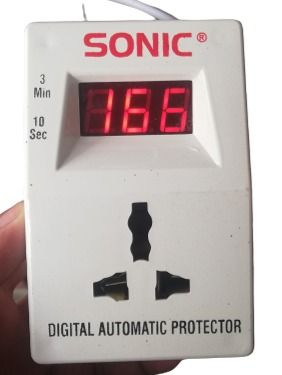 SONIC®
166
3
Min
10
Sec
DIGITAL AUTOMATIC PROTECTOR